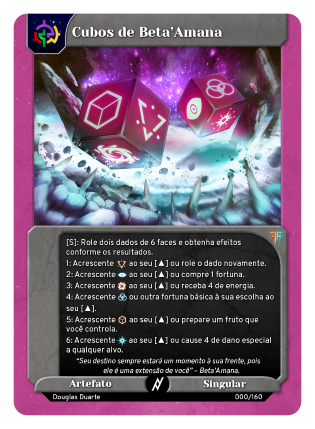 Cubos de Beta'Amana
[S]: Role dois dados de 6 faces e obtenha efeitos
conforme os resultados.
1: Acrescente ao seu [▲] ou role o dado novamente.
2: Acrescente ao seu [▲] ou compre 1 fortuna.
3: Acrescente ao seu [▲] ou receba 4 de energia.
4: Acrescente ou outra fortuna básica à sua escolha ao
seu [▲].
5: Acrescente ao seu [▲] ou prepare um fruto que
você controla.
6: Acrescente ao seu [▲] ou cause 4 de dano especial
a qualquer alvo.
"Seu destino sempre estará um momento à sua frente, pois
ele é uma extensão de você" – Beta'Amana.
Artefato
Singular
Douglas Duarte
000/160